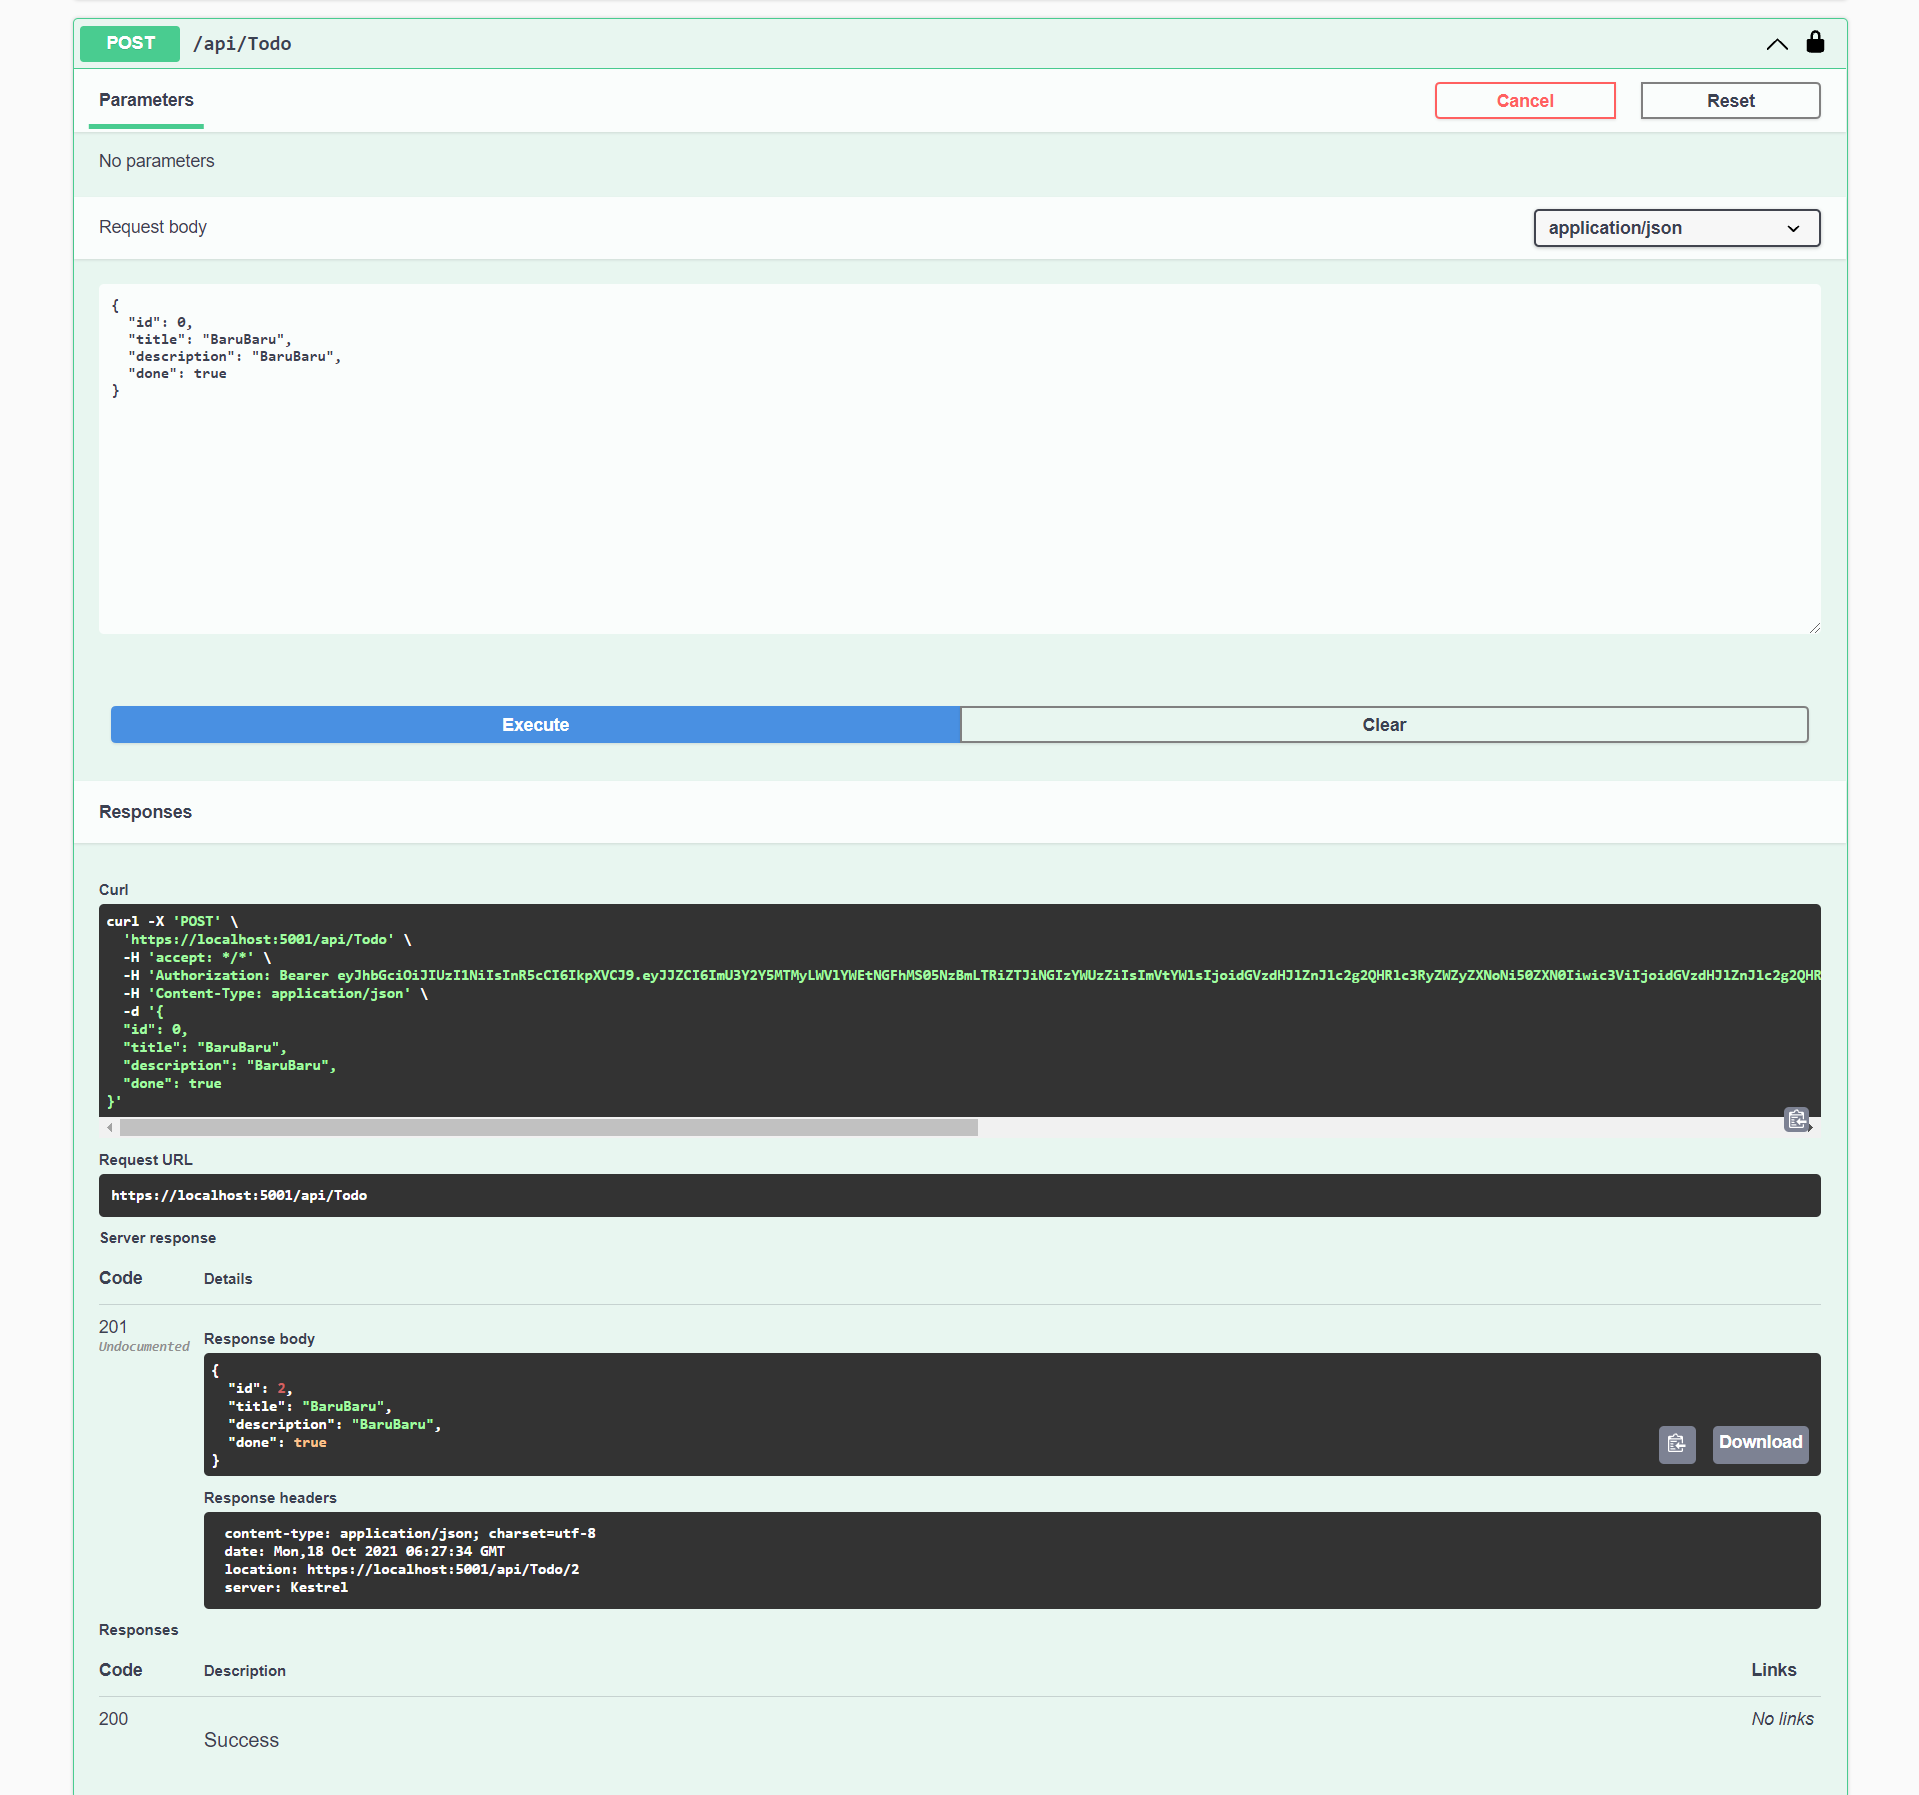 POST /api/Todo
Parameters
Cancel
Reset
No parameters
Request body
application/json
{
  "id": 0,
  "title": "BaruBaru",
  "description": "BaruBaru",
  "done": true
}
Execute
Clear
Responses
Curl
curl -X 'POST' \
  'https://localhost:5001/api/Todo' \
  -H 'accept: */*' \
  -H 'Authorization: Bearer eyJhbGciOiJIUzI1NiIsInR5cCI6IkpXVCJ9.eyJJZCI6ImU3Y2Y5MTMyLWVlYWEtNGFhMS05NzBmLTRiZTJiNGIzYWUzZiIsImVtYWlsIjoidGVzdHJlZnJlc2g2QHRlc3RyZWZyZXNoNi50ZXN0Iiwic3ViIjoidGVzdHJlZnJlc2g2QHR
  -H 'Content-Type: application/json' \
  -d '{
  "id": 0,
  "title": "BaruBaru",
  "description": "BaruBaru",
  "done": true
}'
Request URL
https://localhost:5001/api/Todo
Server response
Code Details
201
Undocumented
Response body
{
  "id": 2,
  "title": "BaruBaru",
  "description": "BaruBaru",
  "done": true
}
Download
Response headers
content-type: application/json; charset=utf-8
date: Mon,18 Oct 2021 06:27:34 GMT
location: https://localhost:5001/api/Todo/2
server: Kestrel
Responses
Code Description Links
200 No links
Success